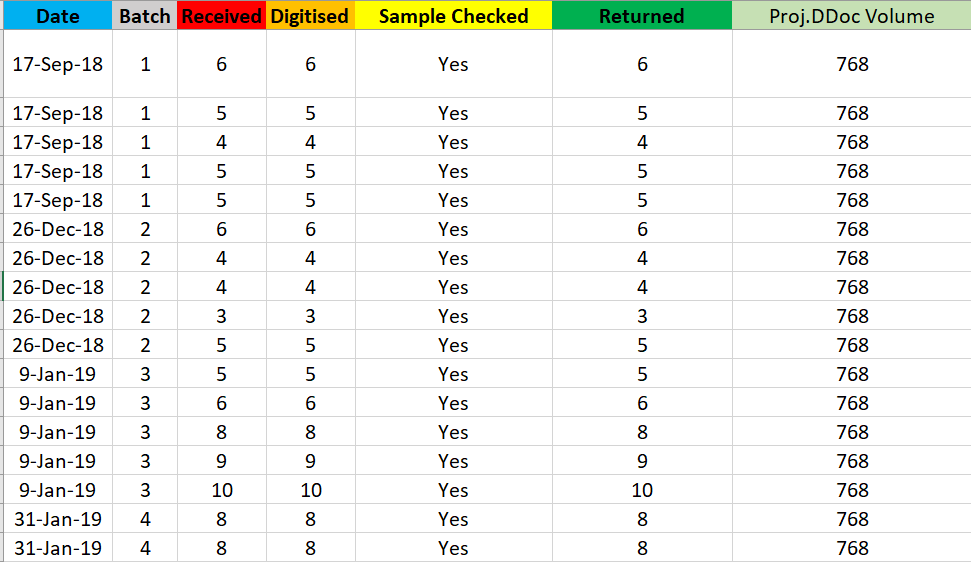 Date Batch Received Digitised Sample Checked Returned Proj.DDoc Volume
17-Sep-18 1 6 6 Yes 6 768
17-Sep-18 1 5 5 Yes 5 768
17-Sep-18 1 4 4 Yes 4 768
17-Sep-18 1 5 5 Yes 5 768
17-Sep-18 1 5 5 Yes 5 768
26-Dec-18 2 6 6 Yes 6 768
26-Dec-18 2 4 4 Yes 4 768
26-Dec-18 2 4 4 Yes 4 768
26-Dec-18 2 3 3 Yes 3 768
26-Dec-18 2 5 5 Yes 5 768
9-Jan-19 3 5 5 Yes 5 768
9-Jan-19 3 6 6 Yes 6 768
9-Jan-19 3 8 8 Yes 8 768
9-Jan-19 3 9 9 Yes 9 768
9-Jan-19 3 10 10 Yes 10 768
31-Jan-19 4 8 8 Yes 8 768
31-Jan-19 4 8 8 Yes 8 768